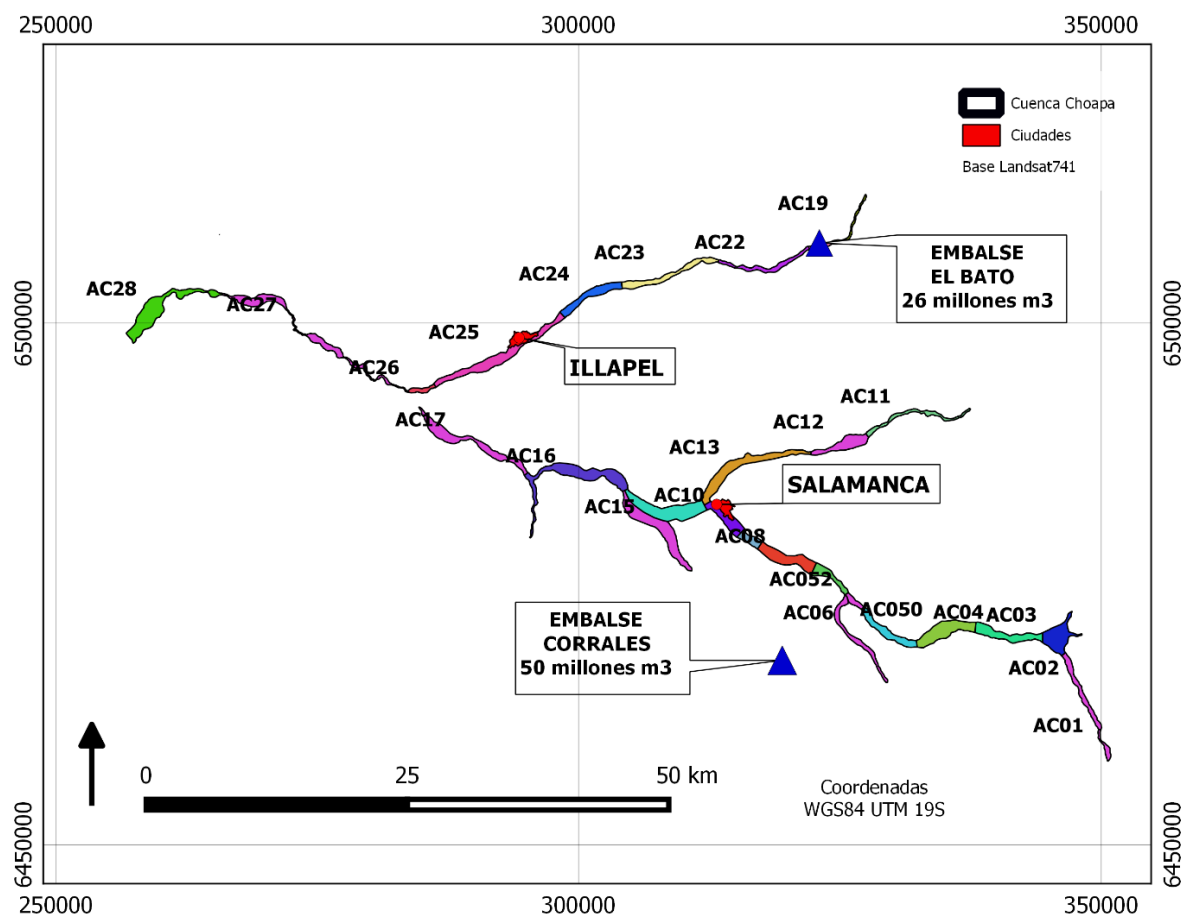 250000
300000
350000
Cuenca Choapa
Ciudades
Base Landsat741
AC19
AC22
AC23
AC24
AC28
AC27
AC25
AC26
EMBALSE
EL BATO
26 millones m3
6500000
6500000
ILLAPEL
AC11
AC12
AC17
AC13
AC16
SALAMANCA
AC10
AC15
AC08
AC052
AC06
AC050
AC04
AC03
EMBALSE
CORRALES
50 millones m3
AC02
AC01
0
25
50 km
Coordenadas
WGS84 UTM 19S
6450000
6450000
250000
300000
350000